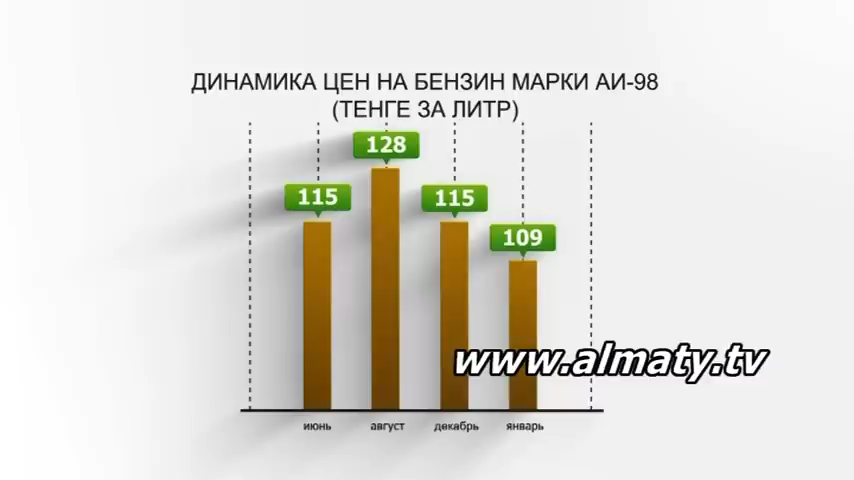 ДИНАМИКА ЦЕН НА БЕНЗИН МАРКИ АИ-98
(ТЕНГЕ ЗА ЛИТР)
128
115
115
109
www.almaty.tv
июнь август декабрь январь